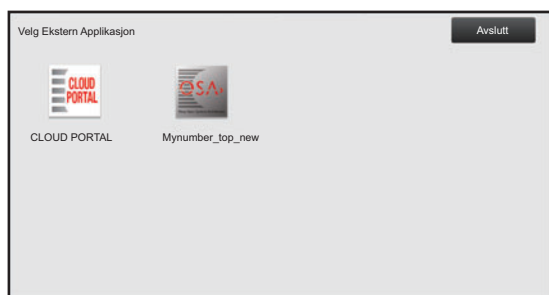 Velg Ekstern Applikasjon
Avslutt
CLOUD
PORTAL
OSA
CLOUD PORTAL
Mynumber_top_new